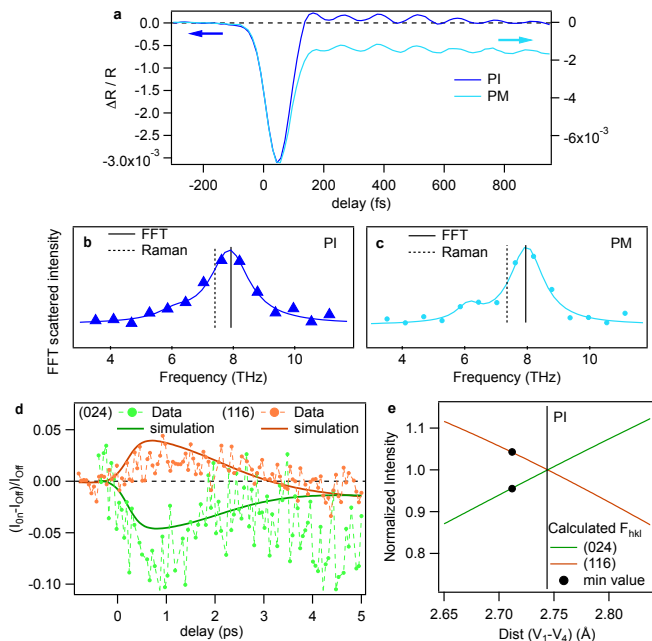 a
0.0
-0.5
-1.0
-1.5
-2.0
-2.5
-3.0x10-3
ΔR / R
0
-2
-4
-6x10-3
PI
PM
-200 0 200 400 600 800
delay (fs)
b
FFT
Raman
PI
c
FFT
Raman
PM
FFT scattered intensity
4 6 8 10
Frequency (THz)
4 6 8 10
Frequency (THz)
d
(024) Data (116) Data
simulation simulation
0.05
0.00
-0.05
-0.10
(IOn-IOff)/IOff
0 1 2 3 4 5
delay (ps)
e
PI
1.1
1.0
0.9
0.8
Normalized Intensity
Calculated Fhkl
(024)
(116)
min value
2.65 2.70 2.75 2.80
Dist (V1-V4) (Å)